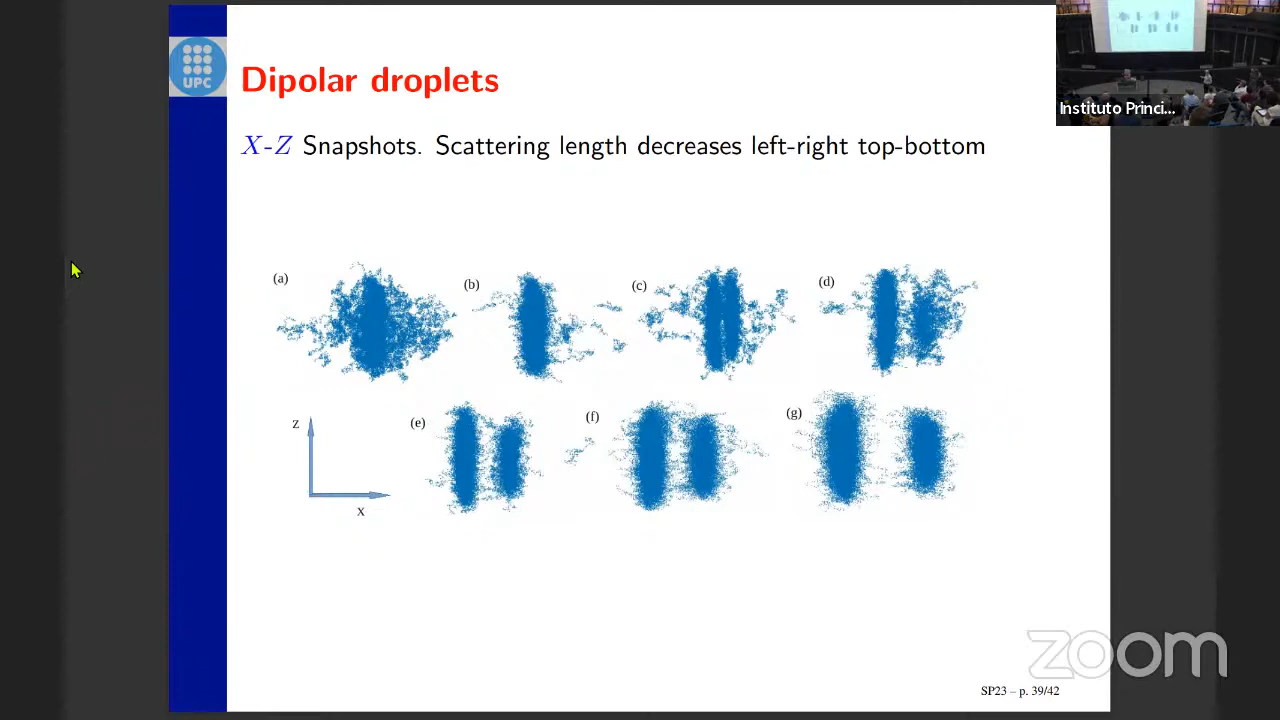 UPC
Dipolar droplets
X-Z Snapshots. Scattering length decreases left-right top-bottom
Instituto Princi...
(a)
(b)
(c)
(d)
(e)
(f)
(g)
Z
X
zoom
SP23 – p. 39/42